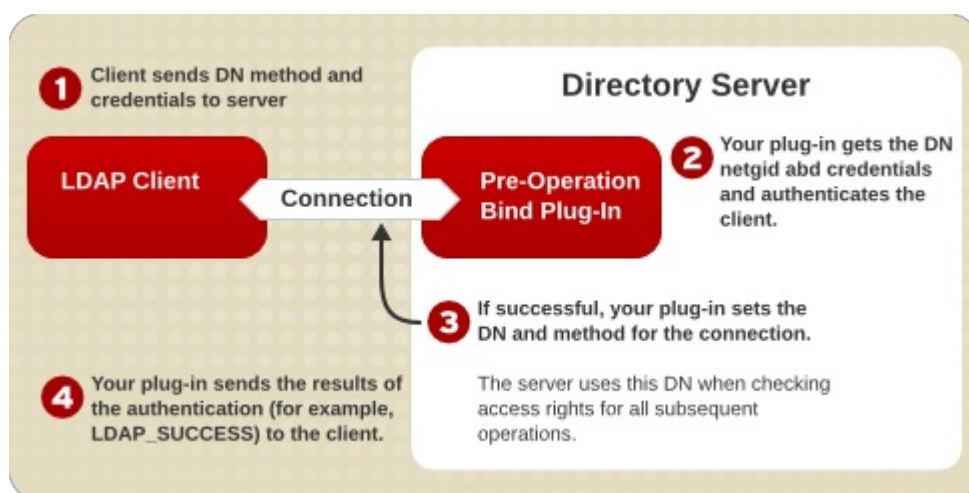 1
Client sends DN method and
credentials to server
Directory Server
LDAP Client
Connection
Pre-Operation
Bind Plug-In
2
Your plug-in gets the DN
netgid abd credentials
and authenticates the
client.
3
If successful, your plug-in sets the
DN and method for the connection.
The server uses this DN when checking
access rights for all subsequent
operations.
4
Your plug-in sends the results of
the authentication (for example,
LDAP_SUCCESS) to the client.